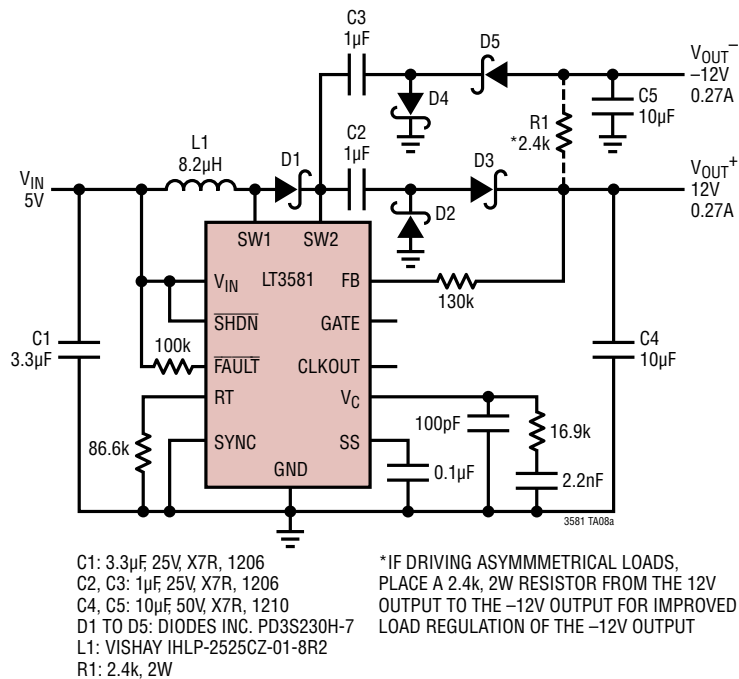 C3
1µF
D5
VOUT–
–12V
0.27A
D4
C5
10µF
R1
*2.4k
L1
8.2µH
D1
C2
1µF
D3
VIN
5V
VOUT+
12V
0.27A
D2
SW1
SW2
VIN
LT3581
FB
130k
SHDN
GATE
C1
3.3µF
100k
FAULT
CLKOUT
C4
10µF
RT
VC
100pF
16.9k
86.6k
SYNC
SS
0.1µF
2.2nF
GND
3581 TA08a
C1: 3.3µF, 25V, X7R, 1206
C2, C3: 1µF, 25V, X7R, 1206
C4, C5: 10µF, 50V, X7R, 1210
D1 TO D5: DIODES INC. PD3S230H-7
L1: VISHAY IHLP-2525CZ-01-8R2
R1: 2.4k, 2W
*IF DRIVING ASYMMMETRICAL LOADS,
PLACE A 2.4k, 2W RESISTOR FROM THE 12V
OUTPUT TO THE –12V OUTPUT FOR IMPROVED
LOAD REGULATION OF THE –12V OUTPUT